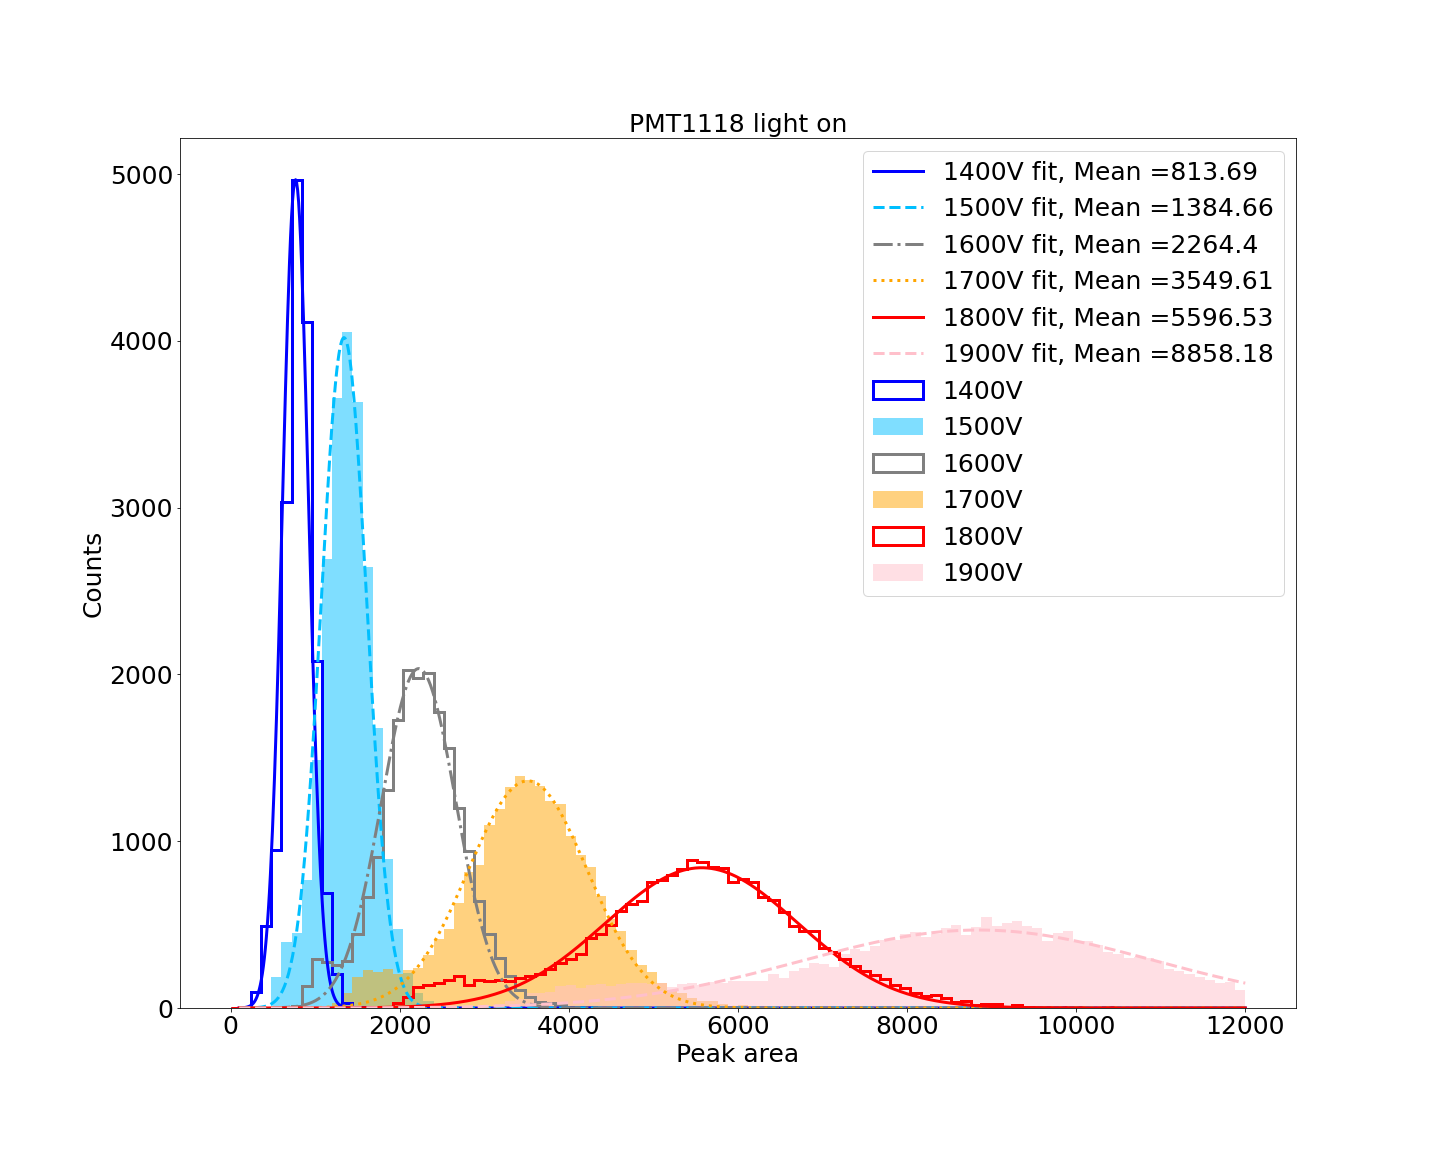 PMT1118 light on
5000
4000
3000
2000
1000
0
Counts
1400V fit, Mean =813.69
1500V fit, Mean =1384.66
1600V fit, Mean =2264.4
1700V fit, Mean =3549.61
1800V fit, Mean =5596.53
1900V fit, Mean =8858.18
1400V
1500V
1600V
1700V
1800V
1900V
0 2000 4000 6000 8000 10000 12000
Peak area